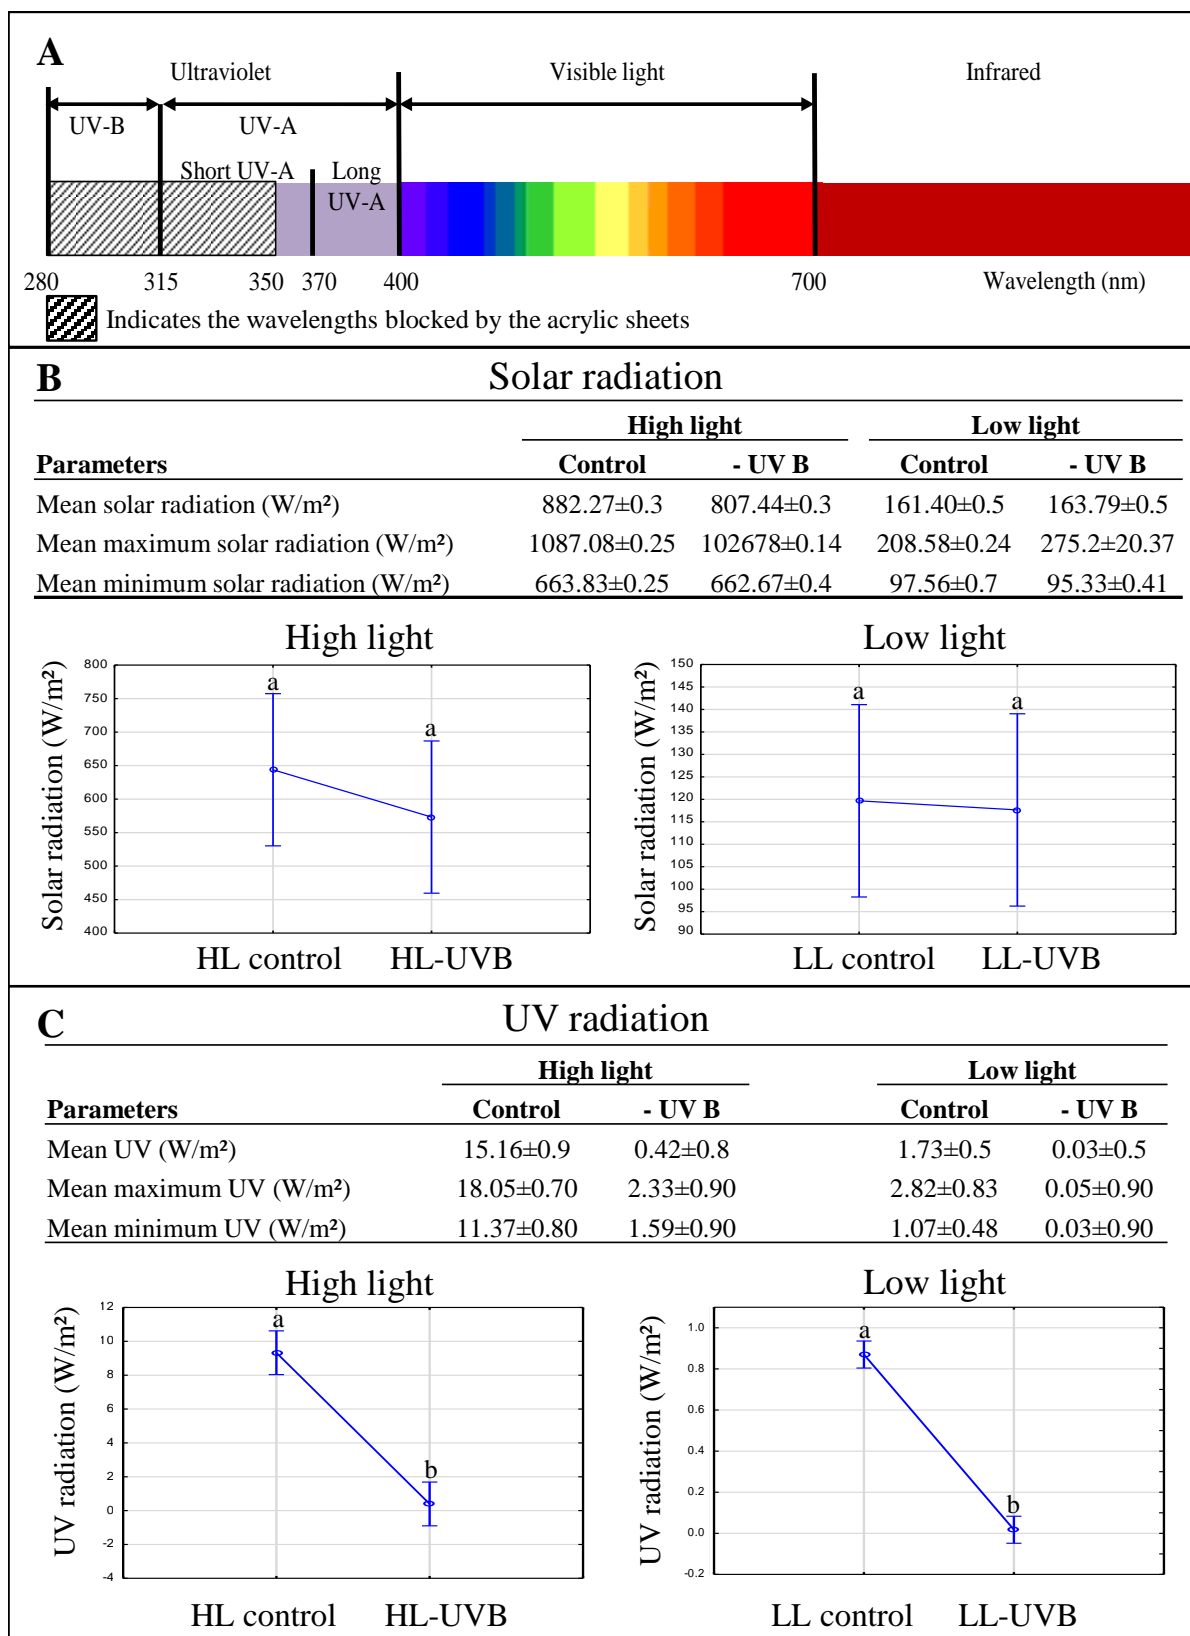 A
Ultraviolet Visible light Infrared
UV-B UV-A
Short UV-A Long
UV-A
280 315 350 370 400 700 Wavelength (nm)
Indicates the wavelengths blocked by the acrylic sheets
B Solar radiation
High light Low light
Parameters Control - UV B Control - UV B
Mean solar radiation (W/m²) 882.27±0.3 807.44±0.3 161.40±0.5 163.79±0.5
Mean maximum solar radiation (W/m²) 1087.08±0.25 102678±0.14 208.58±0.24 275.2±20.37
Mean minimum solar radiation (W/m²) 663.83±0.25 662.67±0.4 97.56±0.7 95.33±0.41
High light
Solar radiation (W/m²)
800
750
700
650
600
550
500
450
400
a
a
HL control HL-UVB
Low light
Solar radiation (W/m²)
150
145
140
135
130
125
120
115
110
105
100
95
90
a
a
LL control LL-UVB
C UV radiation
High light Low light
Parameters Control - UV B Control - UV B
Mean UV (W/m²) 15.16±0.9 0.42±0.8 1.73±0.5 0.03±0.5
Mean maximum UV (W/m²) 18.05±0.70 2.33±0.90 2.82±0.83 0.05±0.90
Mean minimum UV (W/m²) 11.37±0.80 1.59±0.90 1.07±0.48 0.03±0.90
High light
UV radiation (W/m²)
12
10
8
6
4
2
0
-2
-4
a
b
HL control HL-UVB
Low light
UV radiation (W/m²)
1.0
0.8
0.6
0.4
0.2
0.0
-0.2
a
b
LL control LL-UVB